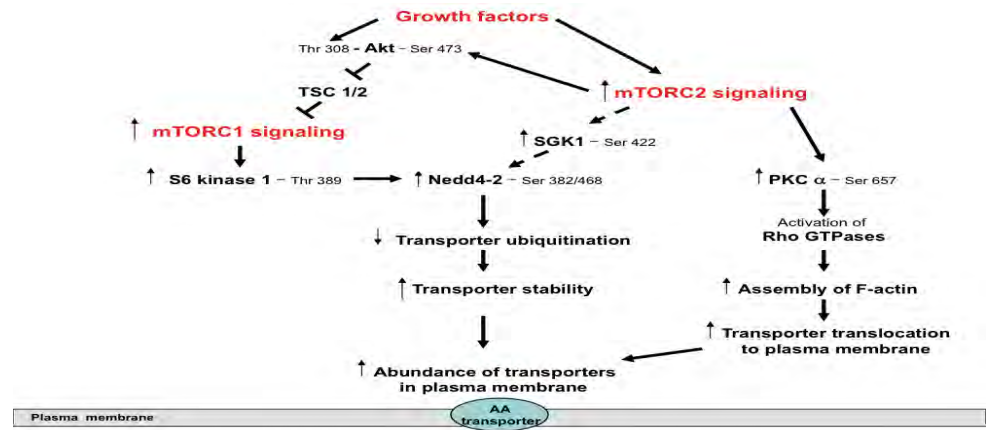 Growth factors
Thr 308 - Akt – Ser 473
TSC 1/2
↑ mTORC2 signaling
↑ mTORC1 signaling
↑ SGK1 – Ser 422
↑ S6 kinase 1 – Thr 389
↑ Nedd4-2 – Ser 382/468
↑ PKC α – Ser 657
Activation of
Rho GTPases
↓ Transporter ubiquitination
↑ Transporter stability
↑ Assembly of F-actin
↑ Transporter translocation
to plasma membrane
↑ Abundance of transporters
in plasma membrane
Plasma membrane
AA
transporter